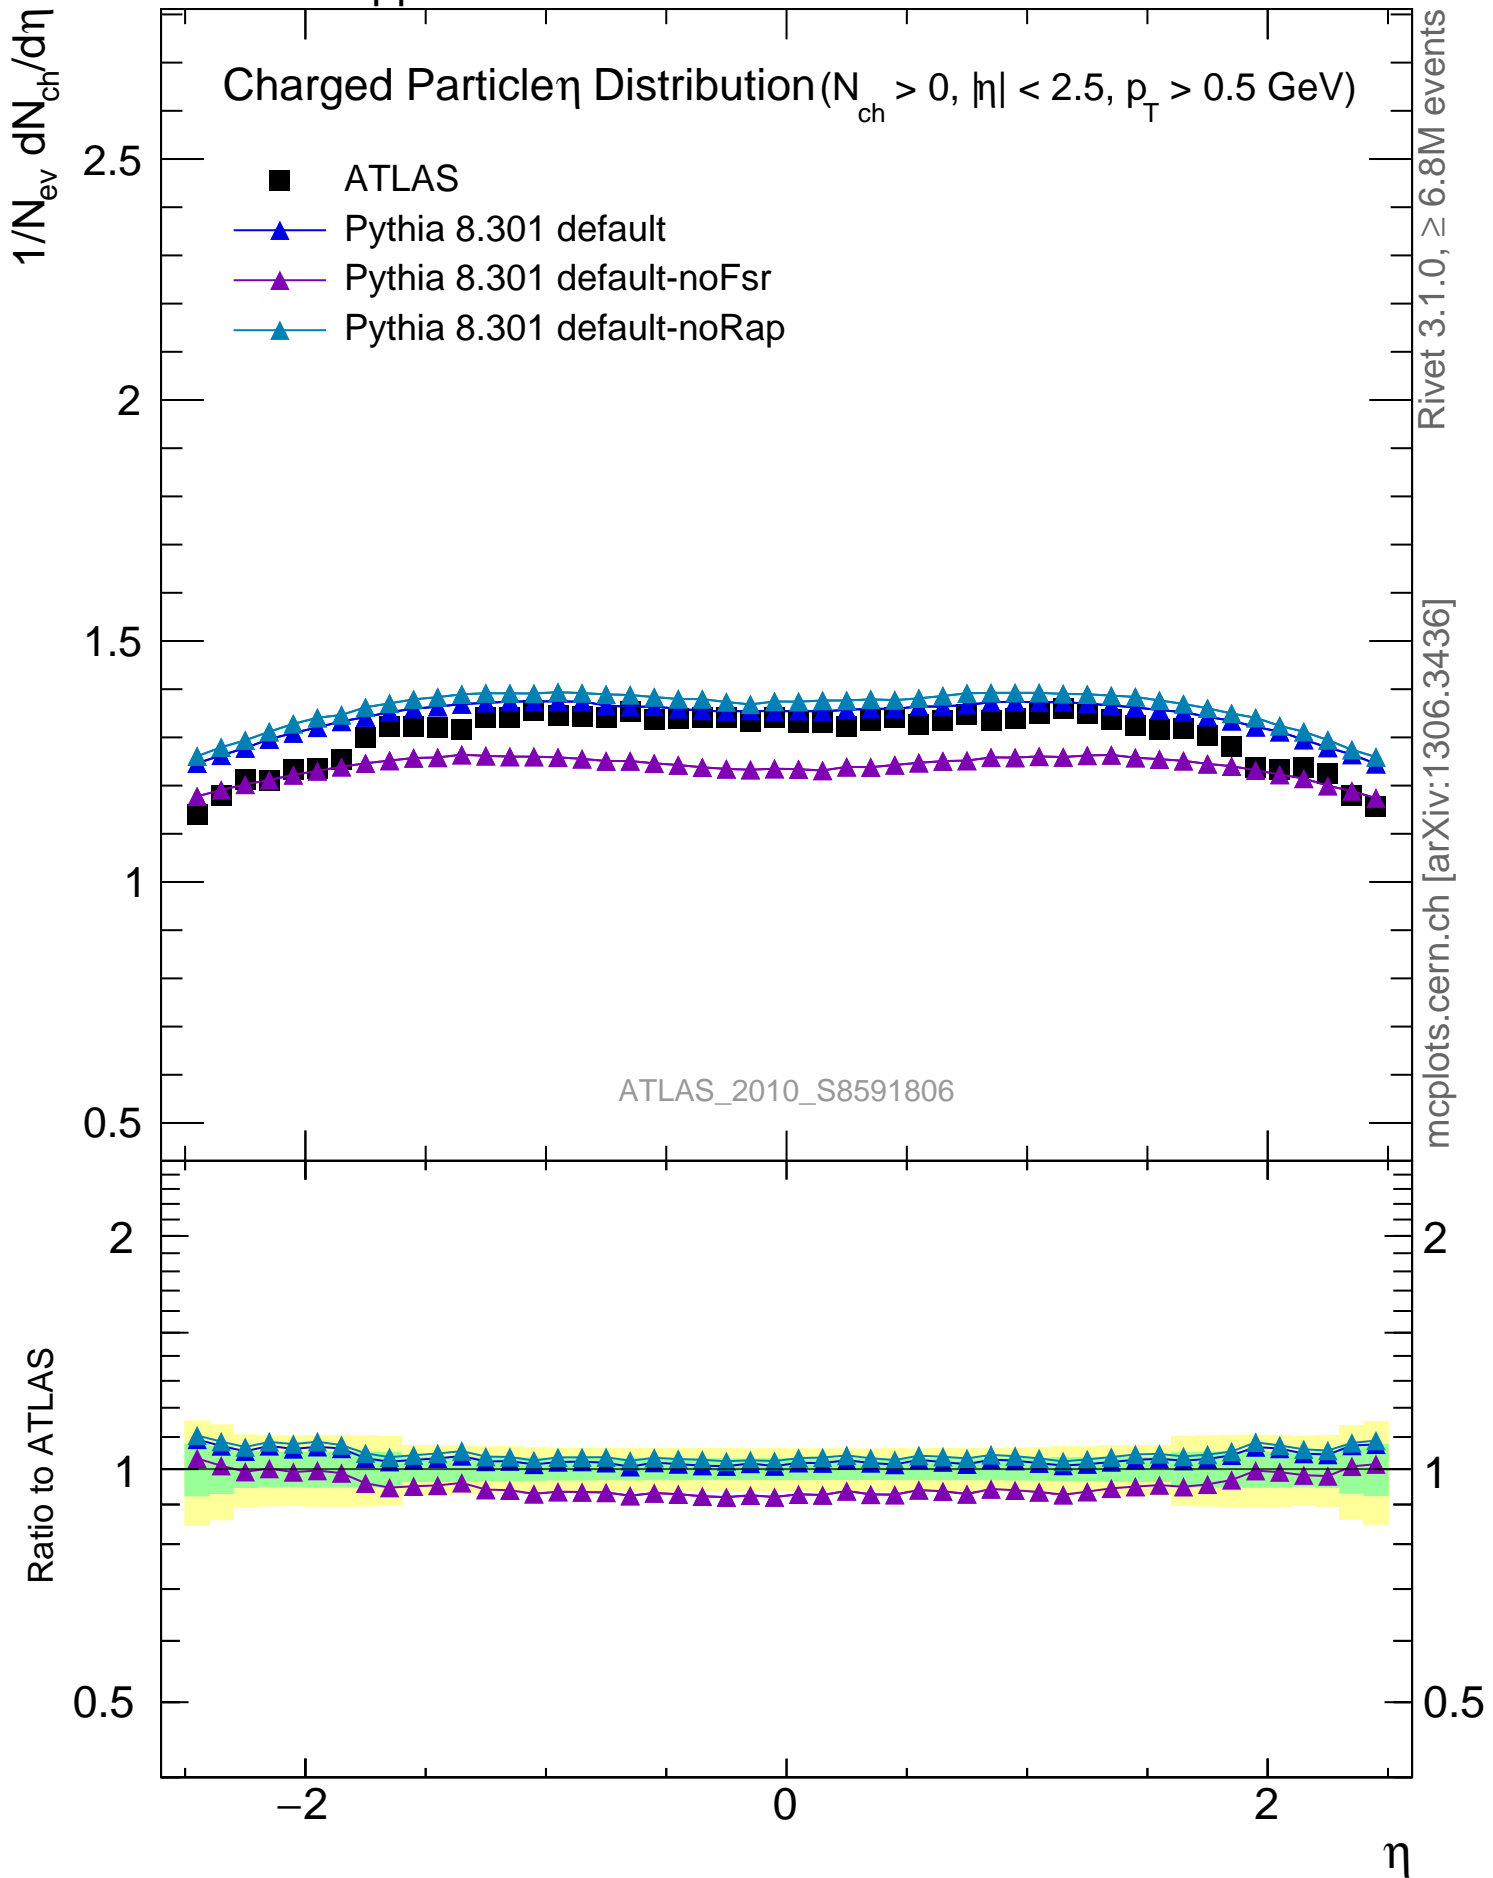 pp
1/N_ev dN_ch/dη
Charged Particleη Distribution (N_ch > 0, |η| < 2.5, p_T > 0.5 GeV)
ATLAS
Pythia 8.301 default
Pythia 8.301 default-noFsr
Pythia 8.301 default-noRap
2.5
2
1.5
1
0.5
ATLAS_2010_S8591806
Rivet 3.1.0, ≥ 6.8M events
mcplots.cern.ch [arXiv:1306.3436]
Ratio to ATLAS
2
1
0.5
2
1
0.5
−2
0
2
η